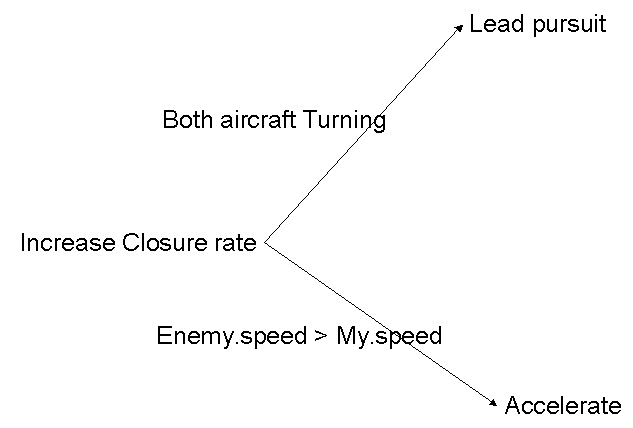 Lead pursuit
Both aircraft Turning
Increase Closure rate
Enemy.speed > My.speed
Accelerate